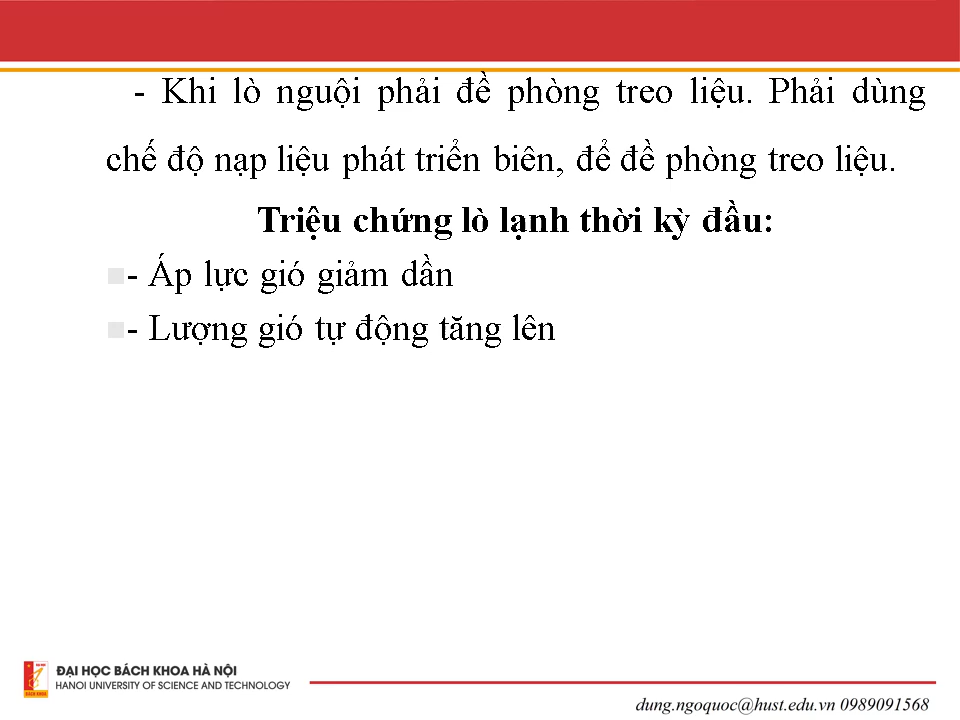 - Khi lò nguội phải đề phòng treo liệu. Phải dùng
chế độ nạp liệu phát triển biên, để đề phòng treo liệu.
Triệu chứng lò lạnh thời kỳ đầu:
- Áp lực gió giảm dần
- Lượng gió tự động tăng lên
ĐẠI HỌC BÁCH KHOA HÀ NỘI
HANOI UNIVERSITY OF SCIENCE AND TECHNOLOGY
dung.ngoquoc@hust.edu.vn 0989091568